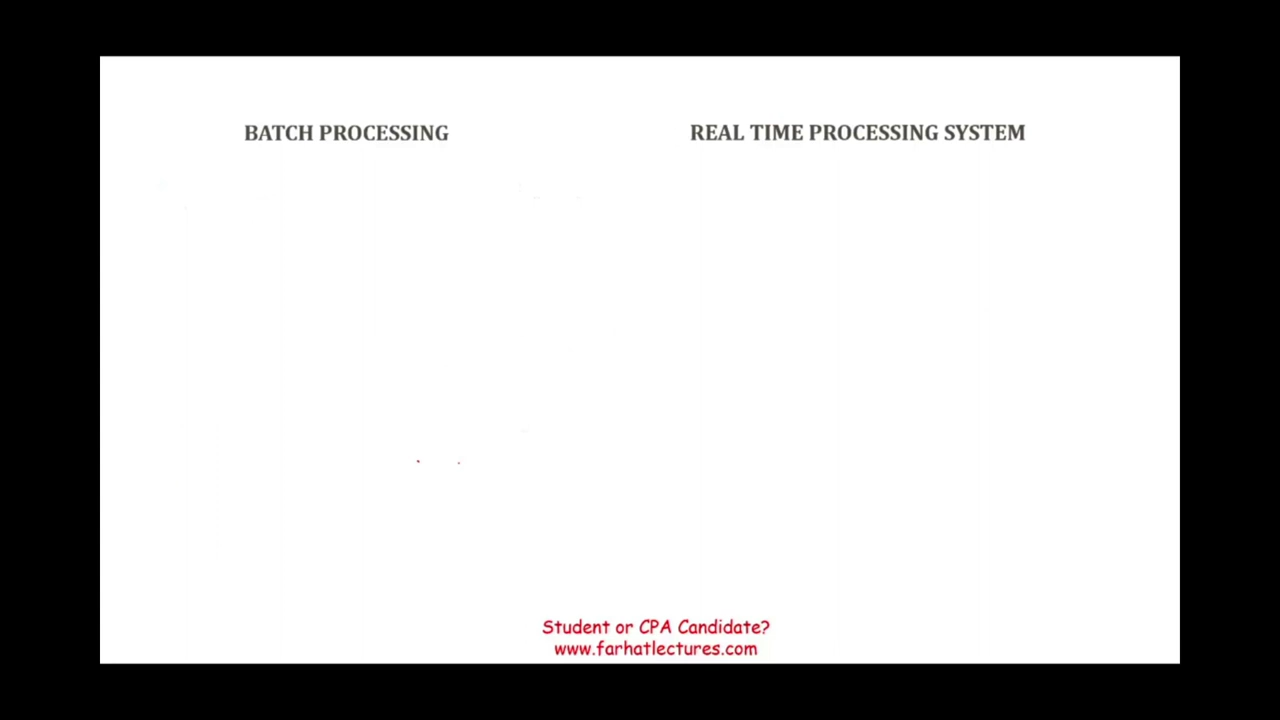 BATCH PROCESSING
REAL TIME PROCESSING SYSTEM
Student or CPA Candidate?
www.farhatlectures.com